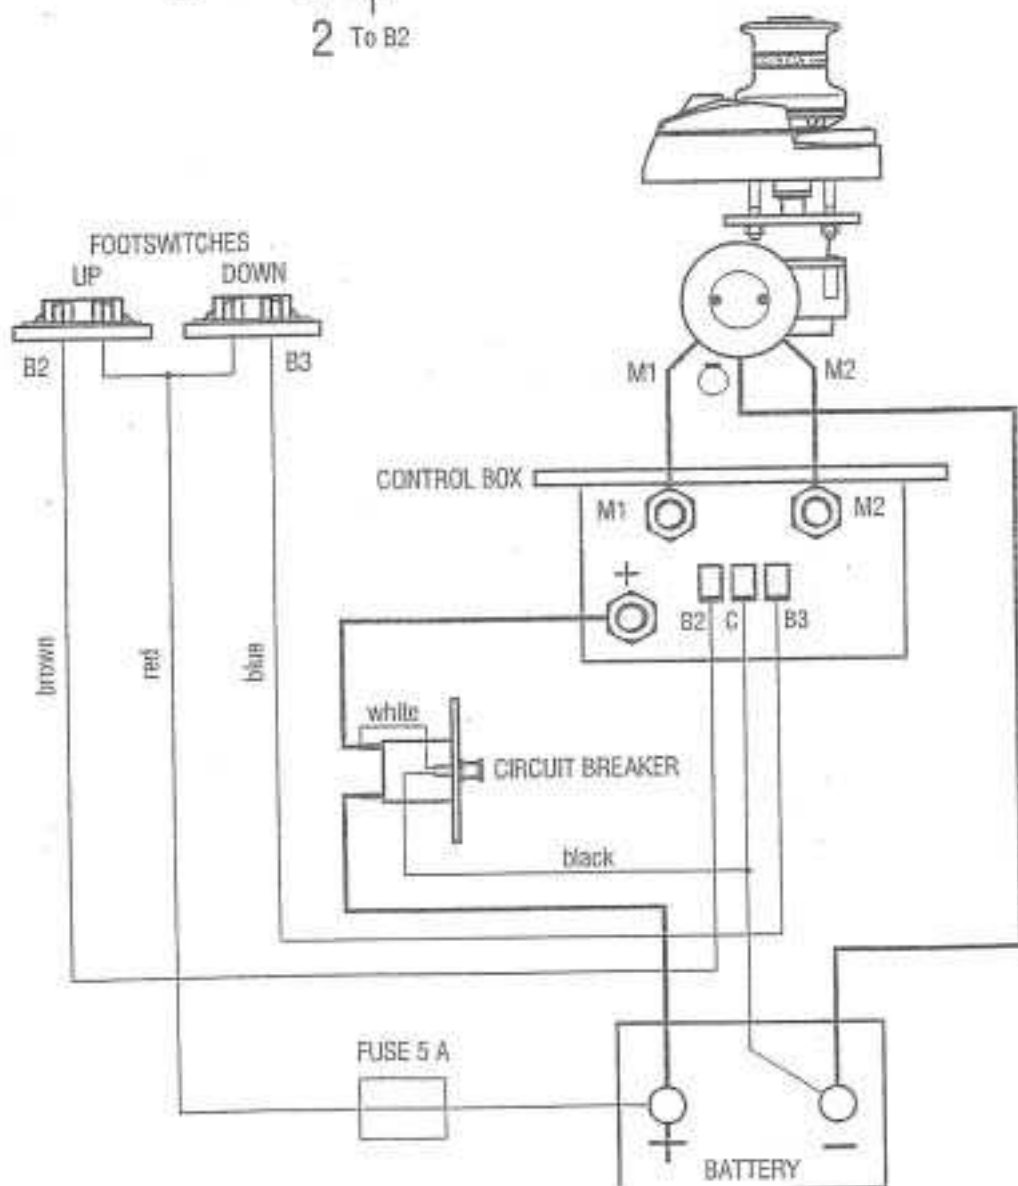 2 To B2
FOOTSWITCHES
UP
DOWN
B2
B3
M1
M2
CONTROL BOX
M1
M2
+
B2
C
B3
brown
red
blue
white
CIRCUIT BREAKER
black
FUSE 5 A
+
−
BATTERY